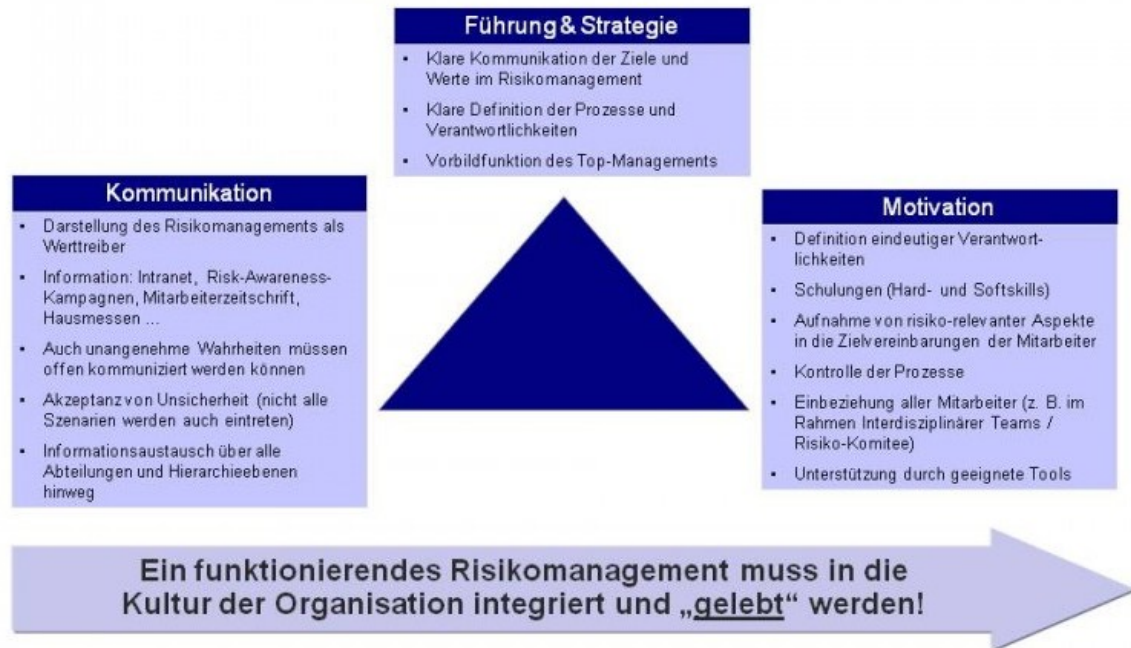 Führung & Strategie
▪ Klare Kommunikation der Ziele und
Werte im Risikomanagement
▪ Klare Definition der Prozesse und
Verantwortlichkeiten
▪ Vorbildfunktion des Top-Managements
Kommunikation
▪ Darstellung des Risikomanagements als
Werttreiber
▪ Information: Intranet, Risk-Awareness-
Kampagnen, Mitarbeiterzeitschrift,
Hausmessen ...
▪ Auch unangenehme Wahrheiten müssen
offen kommuniziert werden können
▪ Akzeptanz von Unsicherheit (nicht alle
Szenarien werden auch eintreten)
▪ Informationsaustausch über alle
Abteilungen und Hierarchieebenen
hinweg
Motivation
▪ Definition eindeutiger Verantwort-
lichkeiten
▪ Schulungen (Hard- und Softskills)
▪ Aufnahme von risiko-relevanter Aspekte
in die Zielvereinbarungen der Mitarbeiter
▪ Kontrolle der Prozesse
▪ Einbeziehung aller Mitarbeiter (z. B. im
Rahmen Interdisziplinärer Teams /
Risiko-Komitee)
▪ Unterstützung durch geeignete Tools
Ein funktionierendes Risikomanagement muss in die
Kultur der Organisation integriert und „gelebt“ werden!